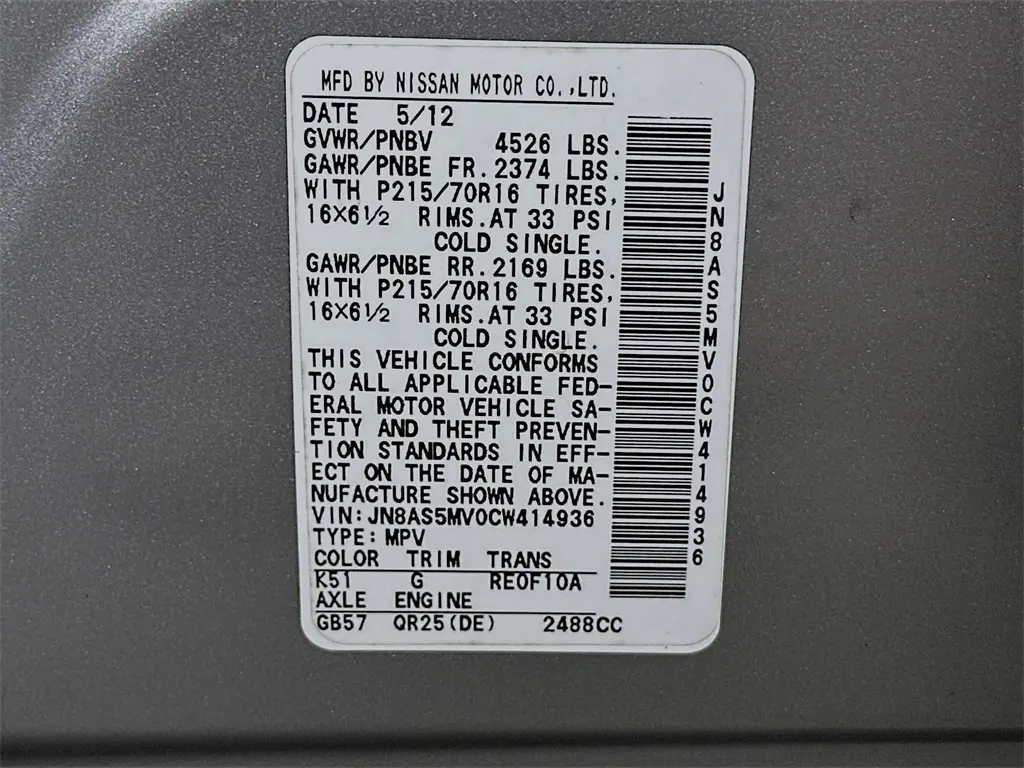 MFD BY NISSAN MOTOR CO.,LTD.
DATE 5/12
GVWR/PNBV 4526 LBS.
GAWR/PNBE FR. 2374 LBS.
WITH P215/70R16 TIRES,
16X6½ RIMS. AT 33 PSI
COLD SINGLE.
GAWR/PNBE RR. 2169 LBS.
WITH P215/70R16 TIRES,
16X6½ RIMS. AT 33 PSI
COLD SINGLE.
THIS VEHICLE CONFORMS
TO ALL APPLICABLE FED-
ERAL MOTOR VEHICLE SA-
FETY AND THEFT PREVEN-
TION STANDARDS IN EFF-
ECT ON THE DATE OF MA-
NUFACTURE SHOWN ABOVE.
VIN: JN8AS5MV0CW414936
TYPE: MPV
COLOR TRIM TRANS
K51 G RE0F10A
AXLE ENGINE
GB57 QR25(DE) 2488CC
JN8AS5MV0CW414936